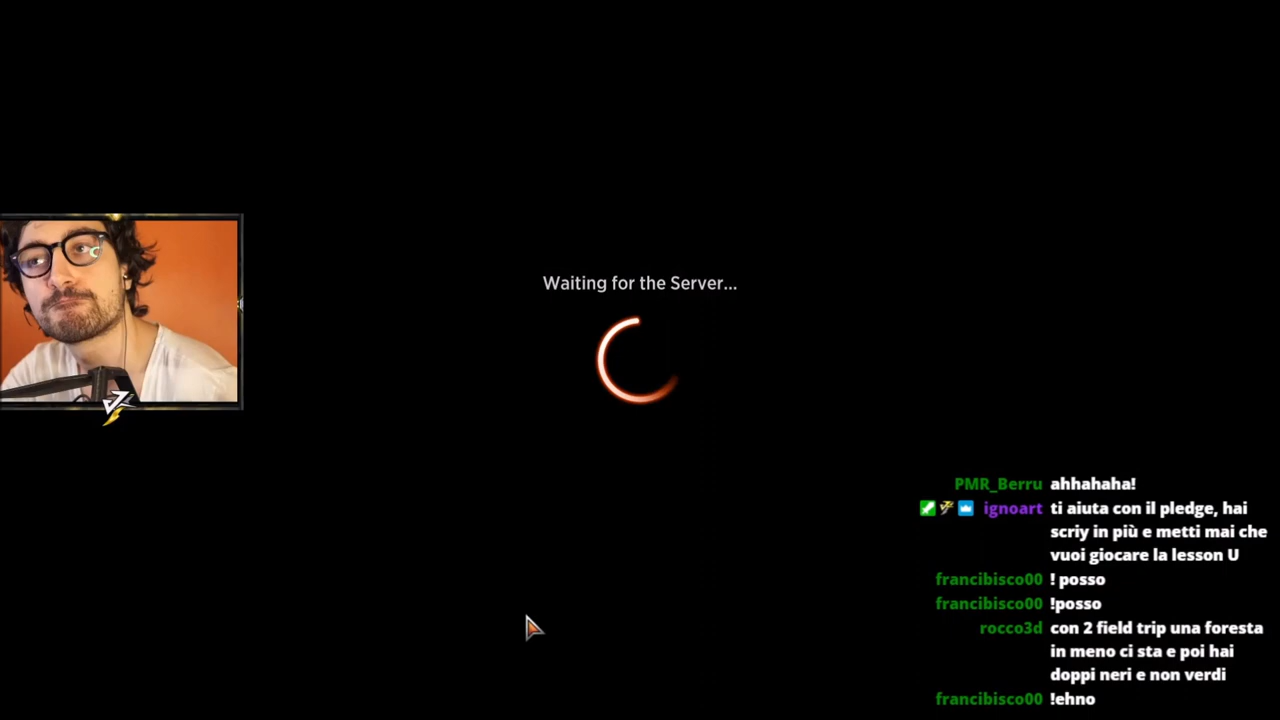 Waiting for the Server...
PMR_Berru ahhahaha!
ignoart ti aiuta con il pledge, hai
scriy in più e metti mai che
vuoi giocare la lesson U
francibisco00 ! posso
francibisco00 !posso
rocco3d con 2 field trip una foresta
in meno ci sta e poi hai
doppi neri e non verdi
francibisco00 !ehno